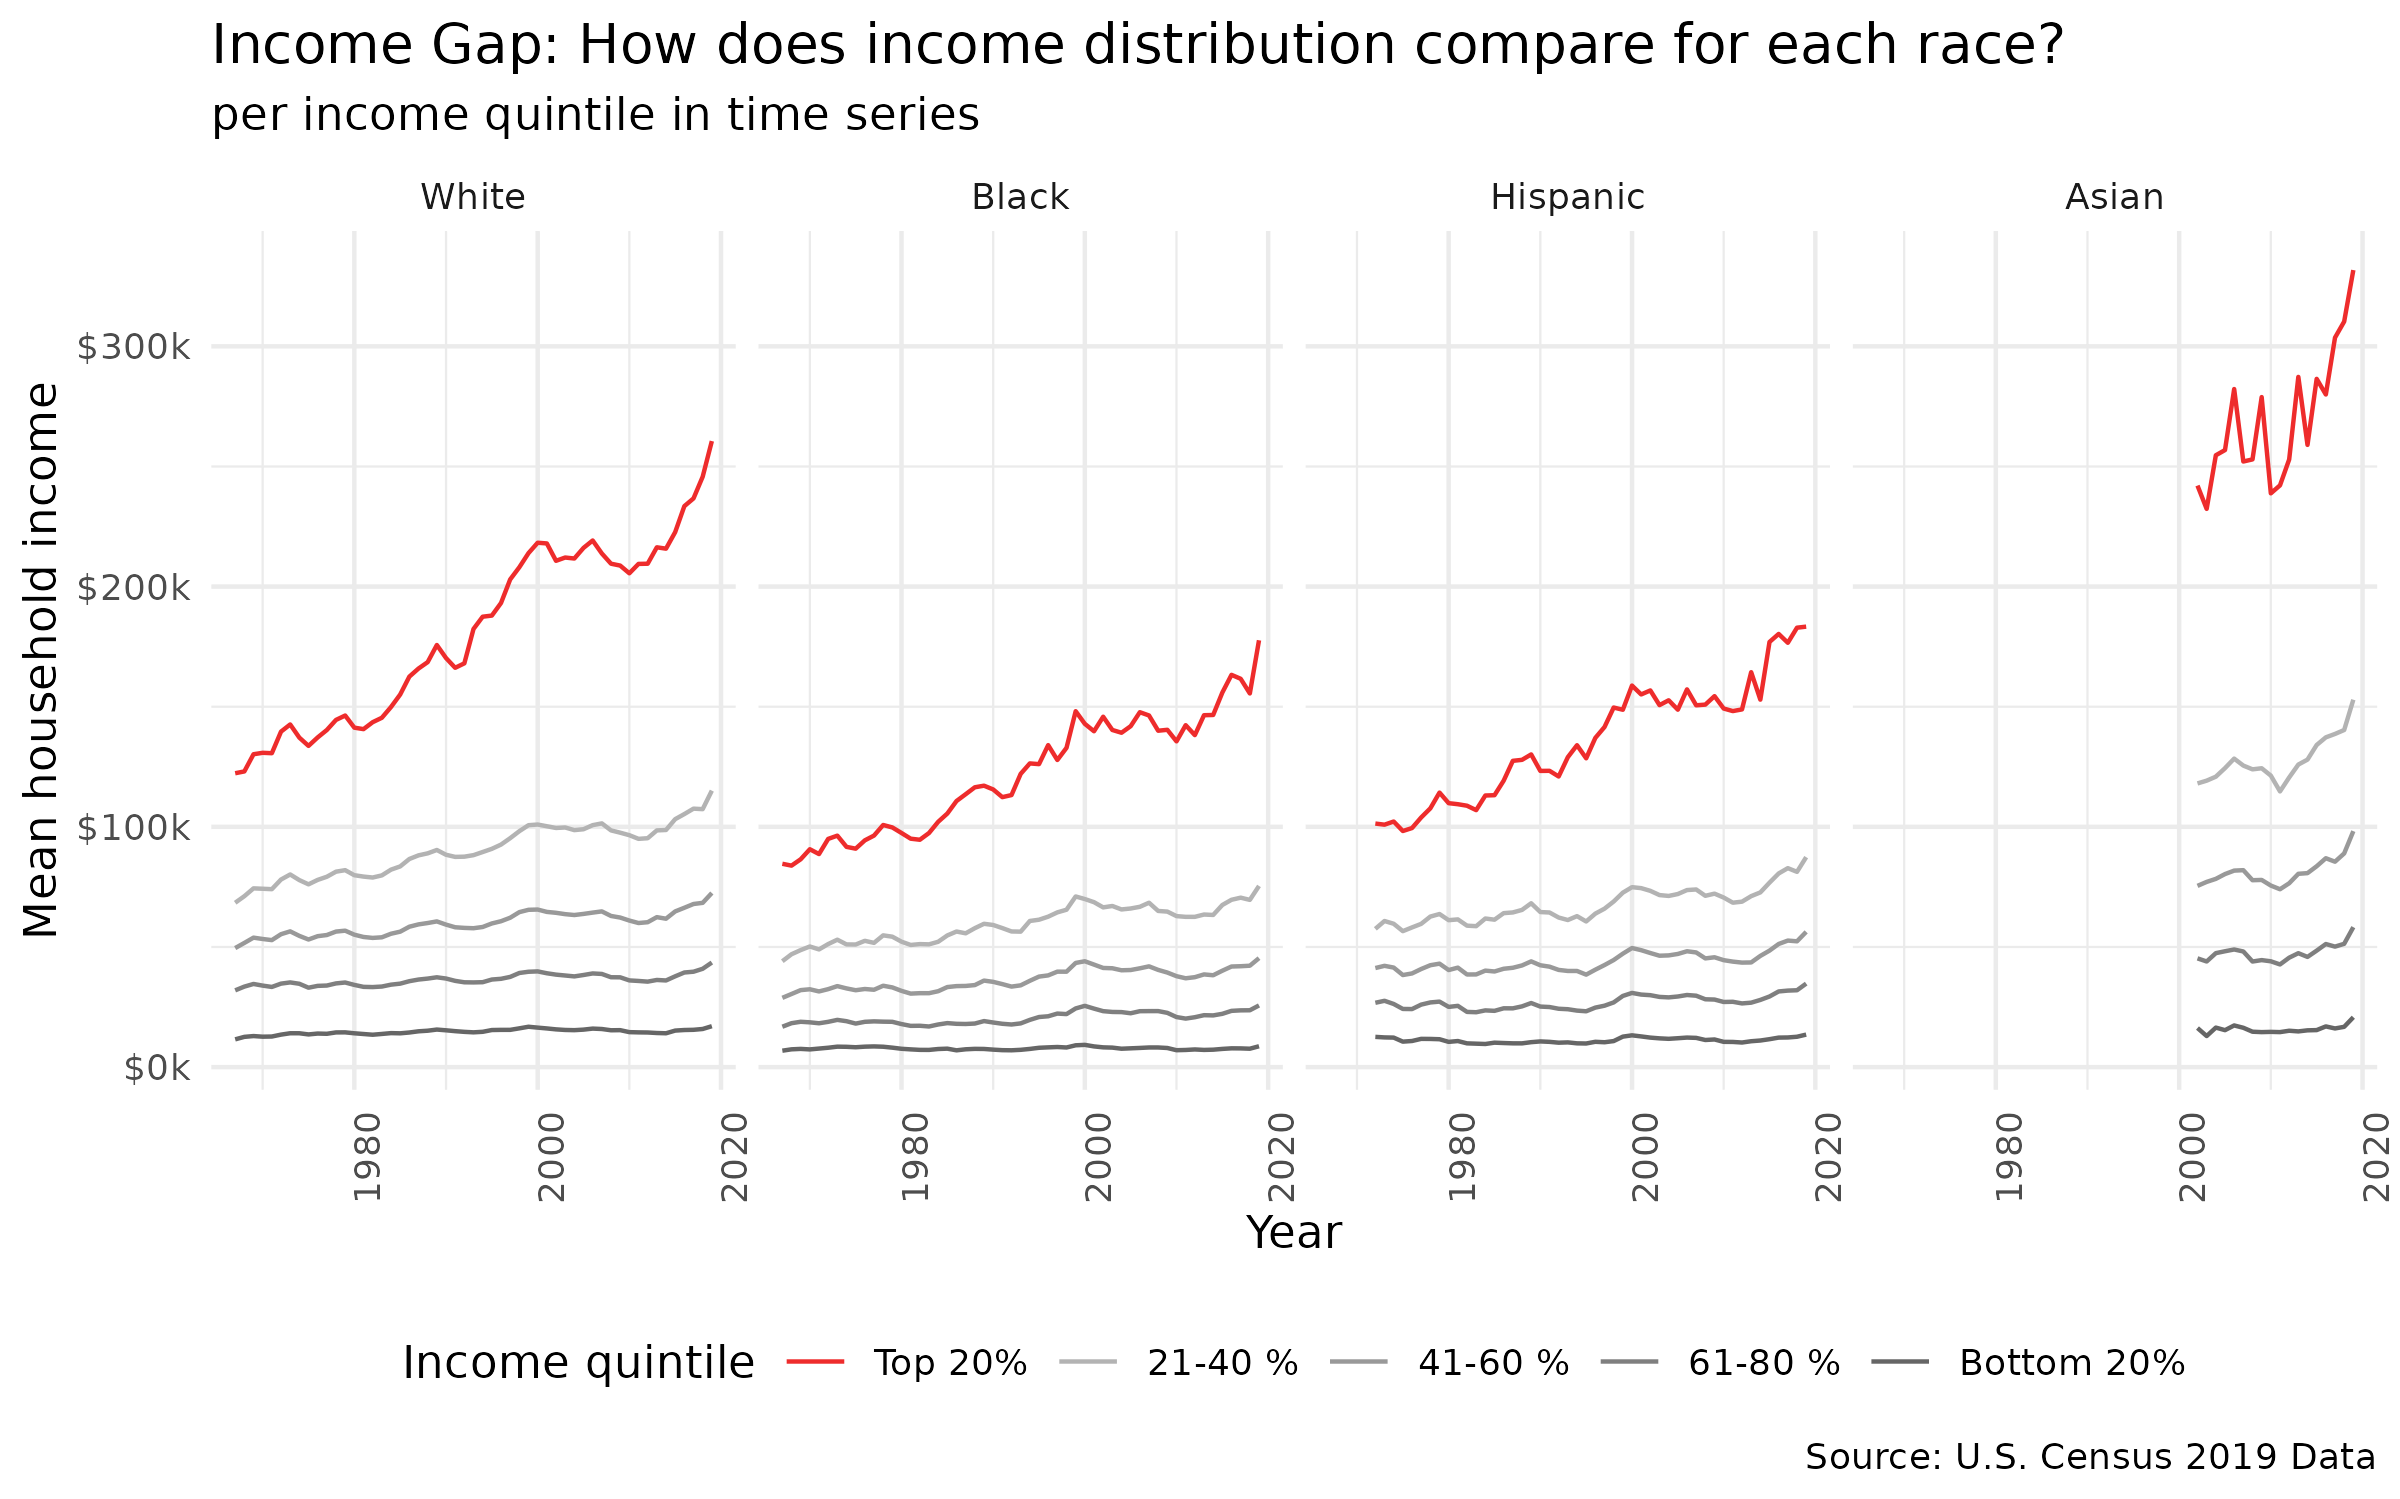 Income Gap: How does income distribution compare for each race?
per income quintile in time series
White
Black
Hispanic
Asian
Mean household income
$300k
$200k
$100k
$0k
1980
2000
2020
1980
2000
2020
1980
2000
2020
1980
2000
2020
Year
Income quintile
Top 20%
21-40 %
41-60 %
61-80 %
Bottom 20%
Source: U.S. Census 2019 Data